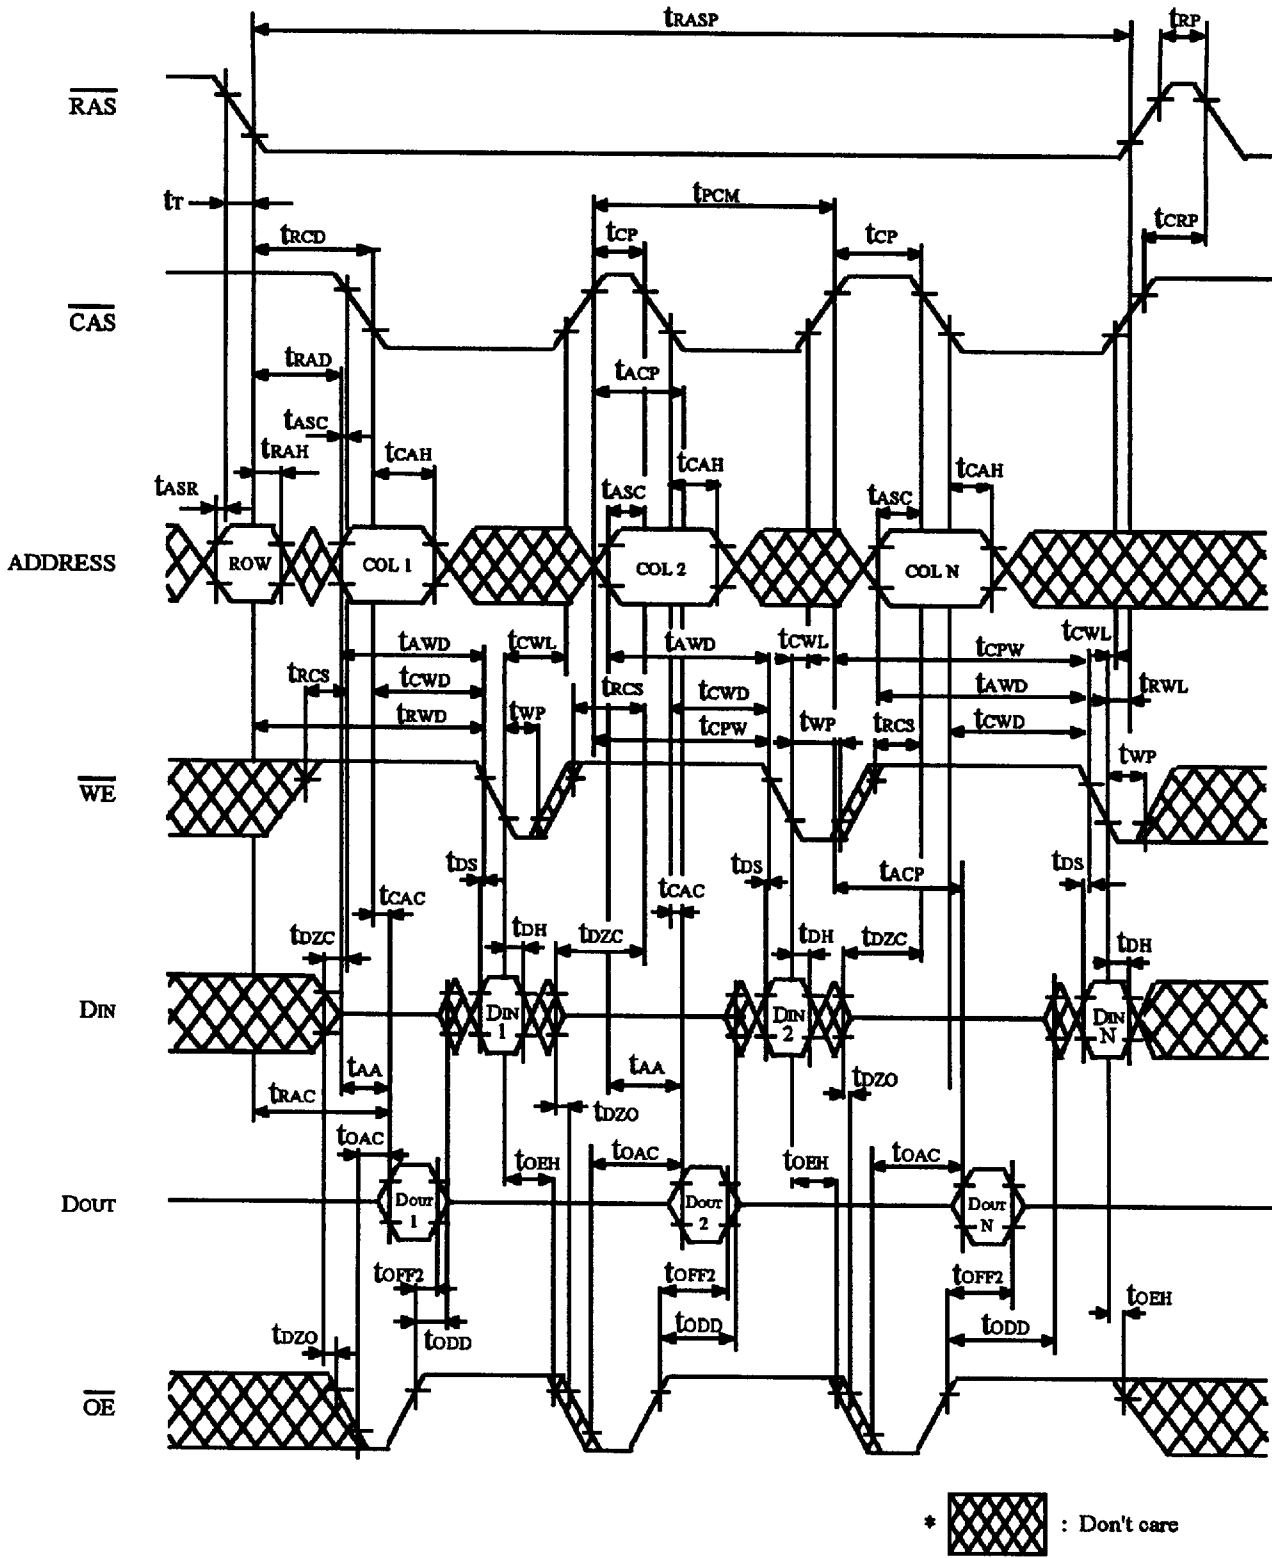 tRASP
tRP
RAS
tT
tPCM
tRCD
tCP
tCP
tCRP
CAS
tRAD
tACP
tASC
tRAH
tCAH
tCAH
tCAH
tASR
tASC
tASC
ADDRESS
ROW
COL 1
COL 2
COL N
tAWD
tCWL
tAWD
tCWL
tCWL
tCPW
tRCS
tCWD
tRCS
tCWD
tAWD
tRWL
tRWD
tWP
tCPW
tWP
tRCS
tCWD
tWP
WE
tDS
tCAC
tCAC
tDS
tACP
tDS
tDZC
tDH
tDZC
tDH
tDZC
tDH
DIN
DIN 1
DIN 2
DIN N
tAA
tAA
tDZO
tRAC
tDZO
tOAC
tOEH
tOAC
tOEH
tOAC
DOUT
DOUT 1
DOUT 2
DOUT N
tOFF2
tOFF2
tOFF2
tOEH
tDZO
tODD
tODD
tODD
OE
* : Don't care